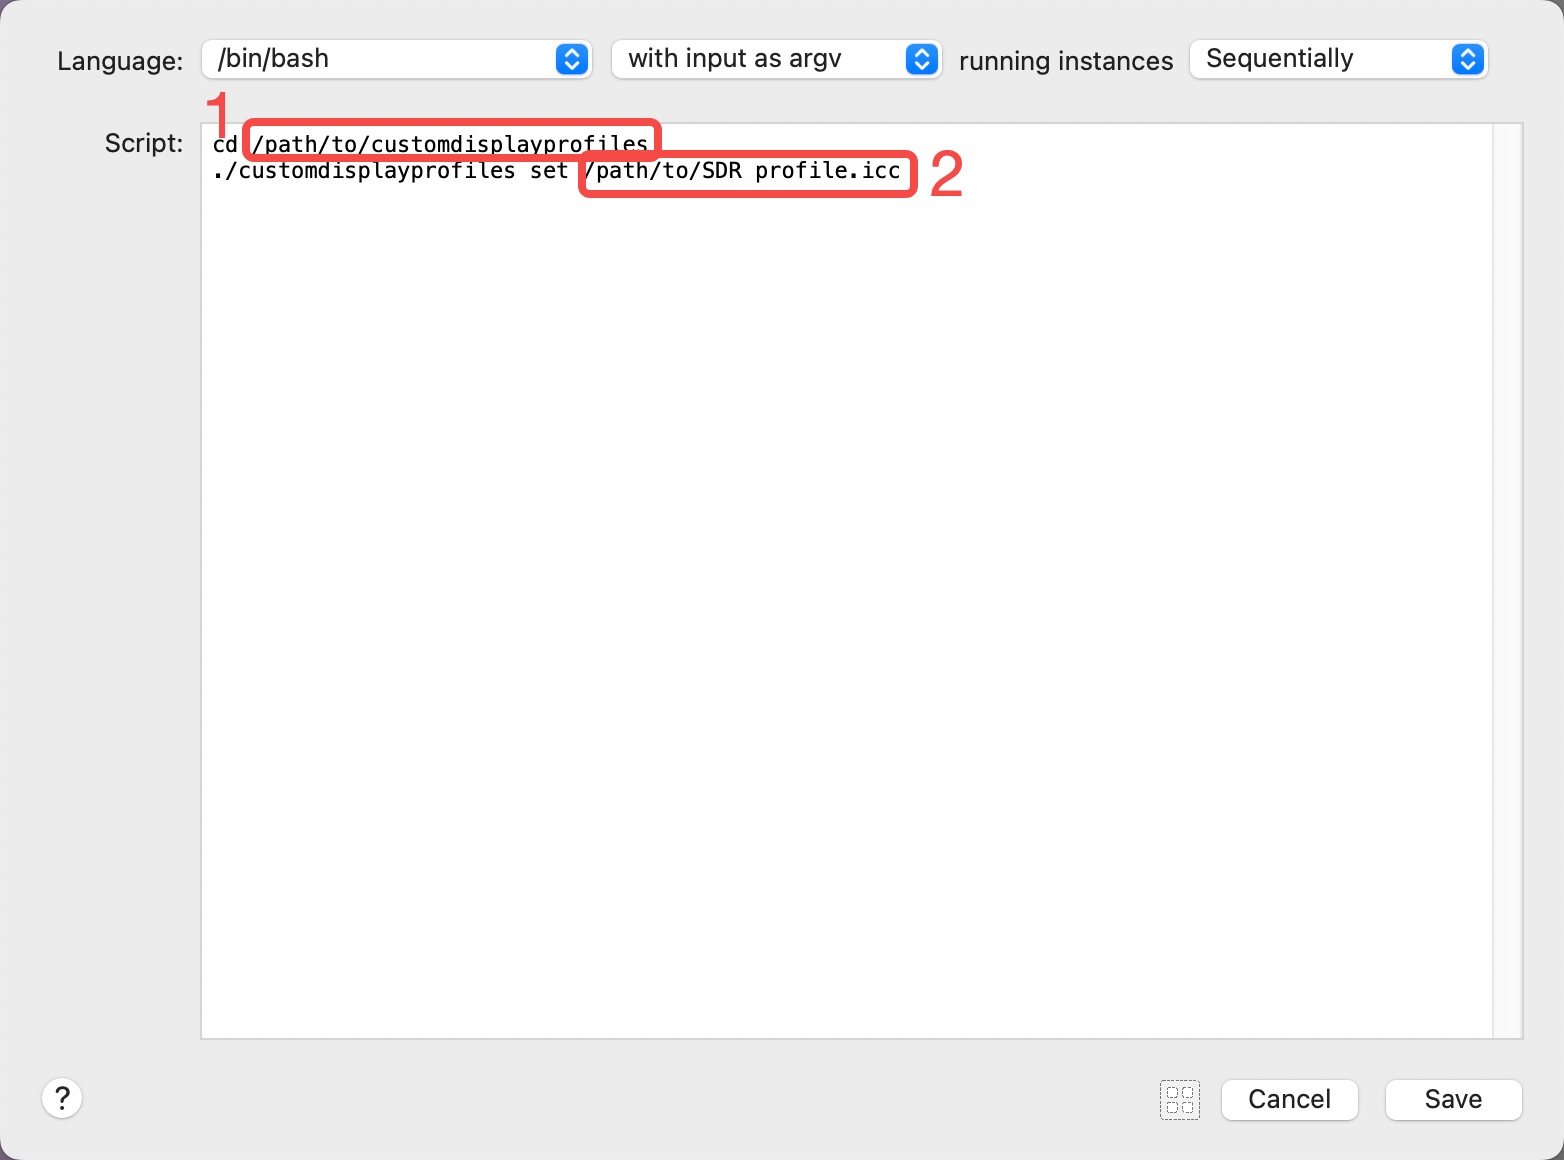 Language: /bin/bash with input as argv running instances Sequentially
1
Script: cd /path/to/customdisplayprofiles
./customdisplayprofiles set /path/to/SDR profile.icc 2
? Cancel Save